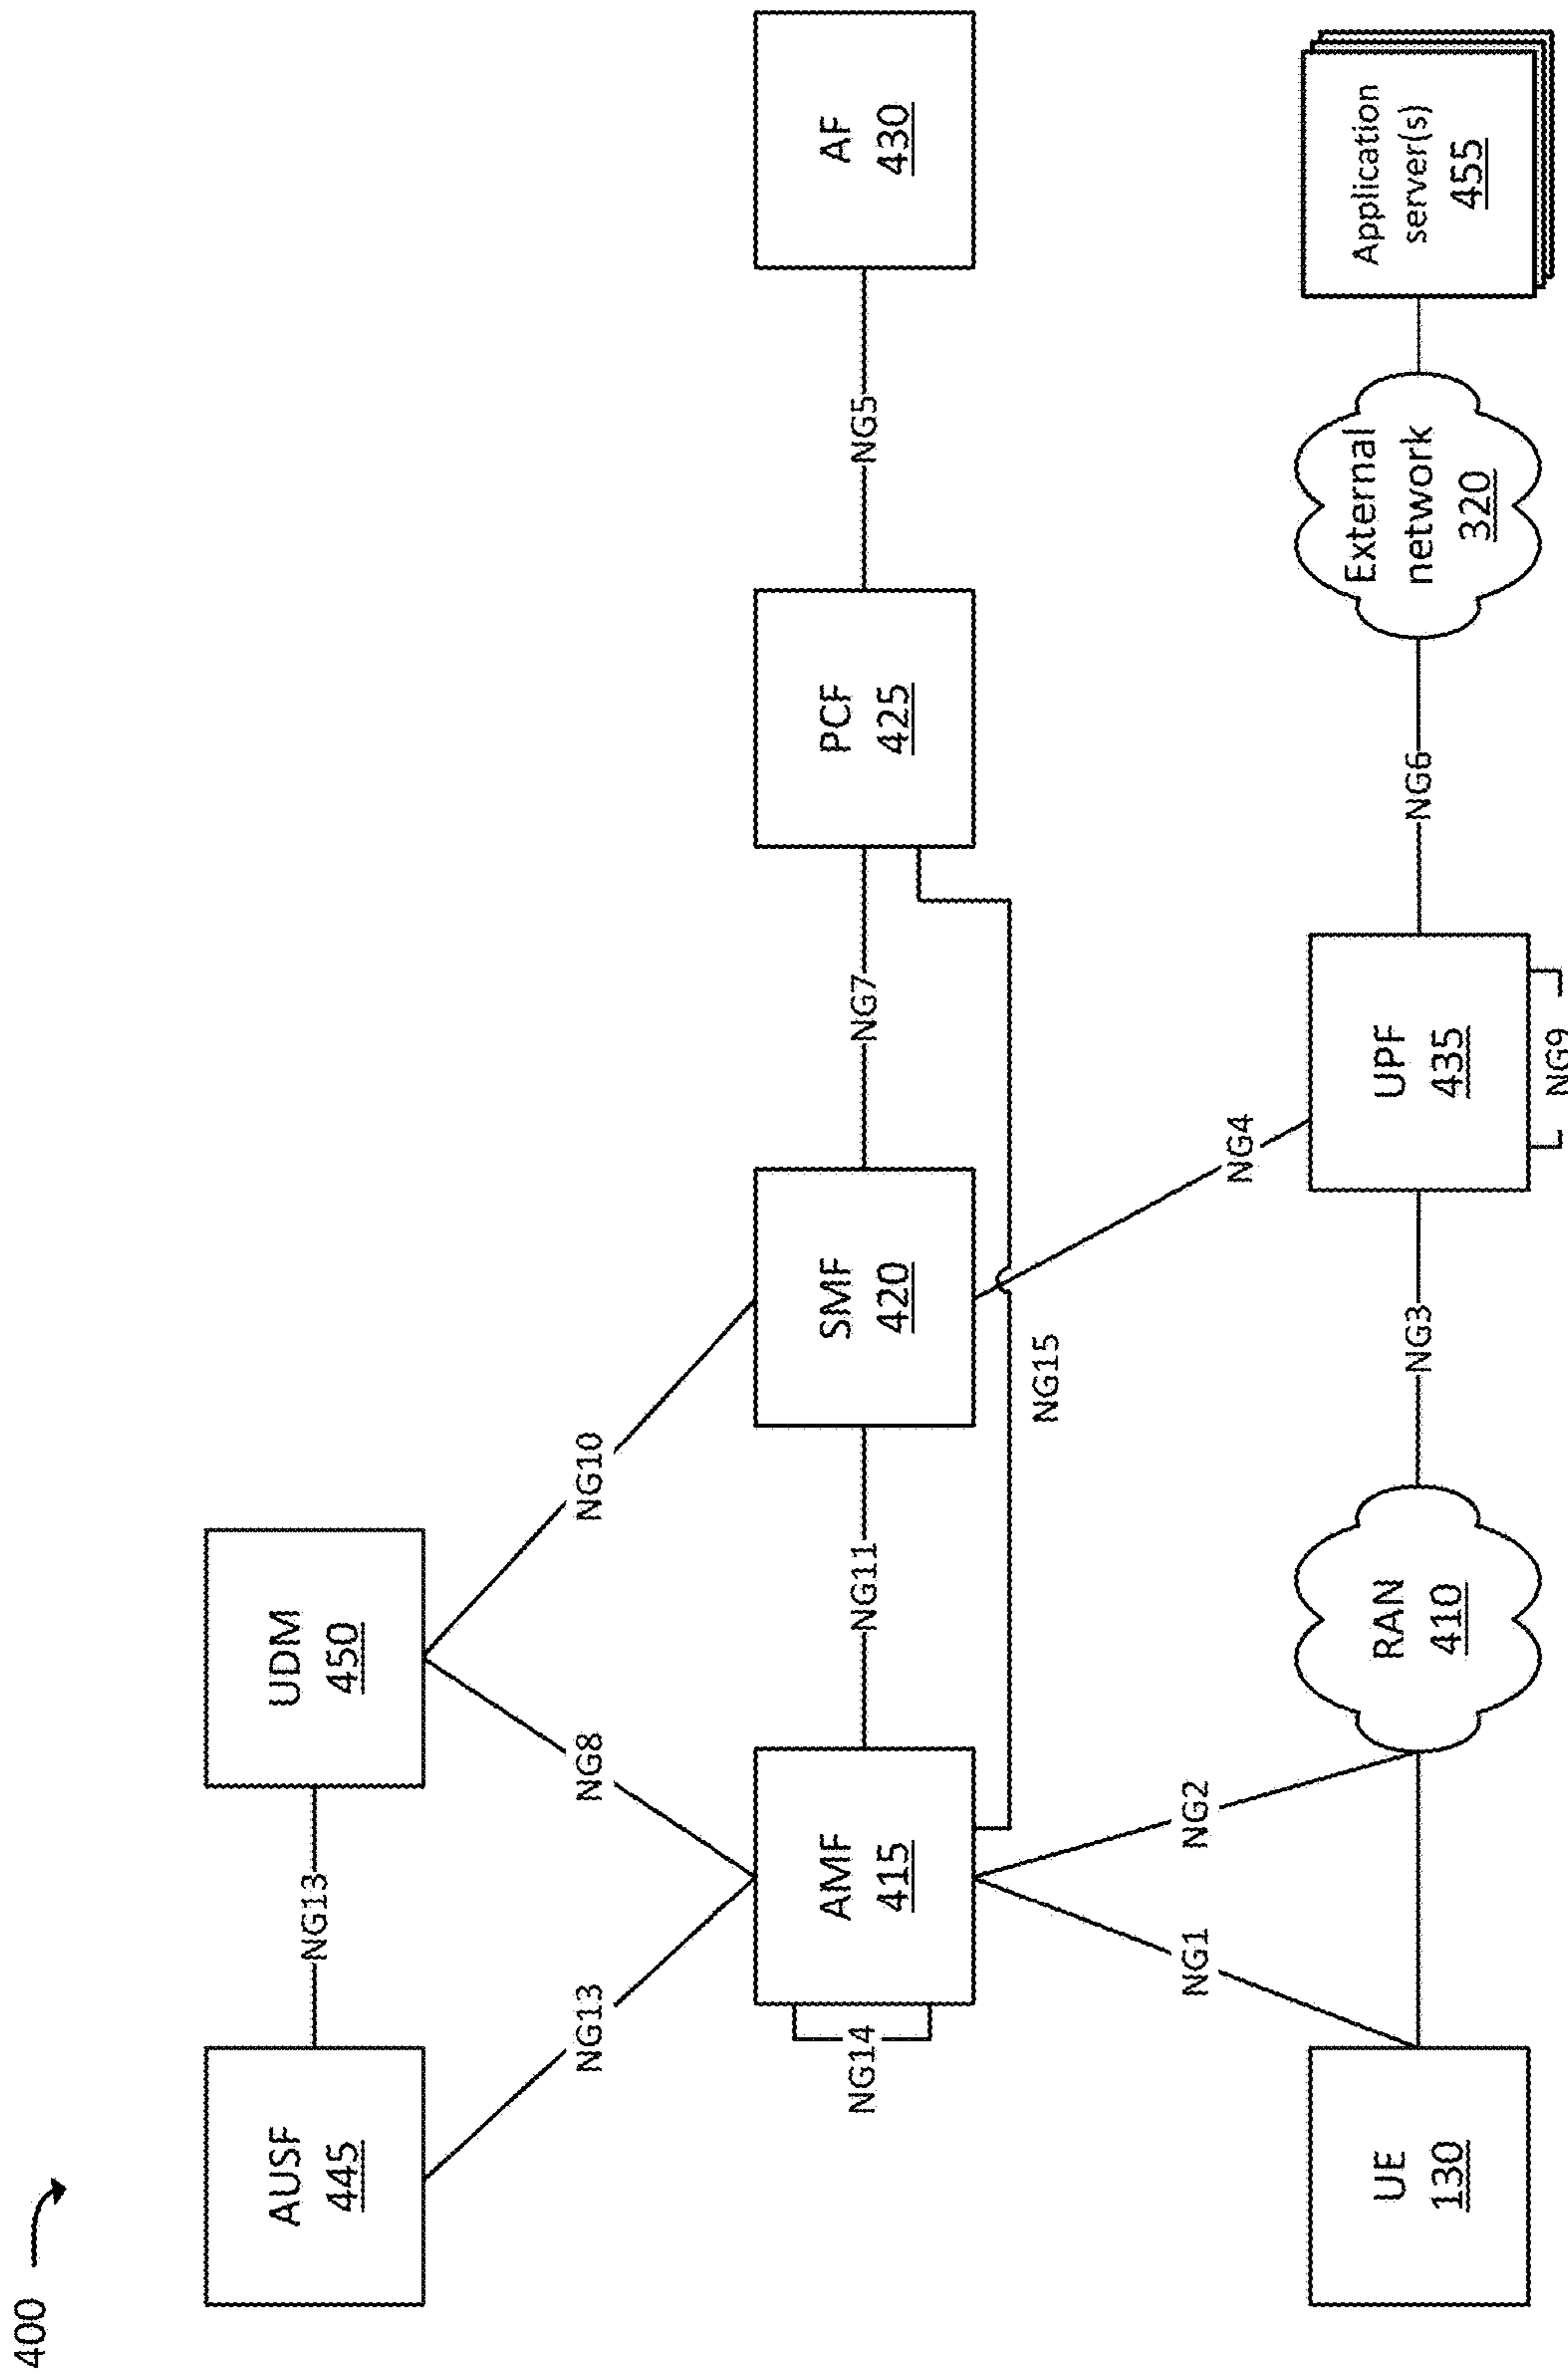 400
AUSF
445
NG13
UDM
450
NG13
NG8
NG10
NG14
AMF
415
NG11
SMF
420
NG7
PCF
425
NG5
AF
430
NG15
NG1
NG2
NG4
UE
130
RAN
410
NG3
UPF
435
NG9
NG6
External
network
320
Application
server(s)
455